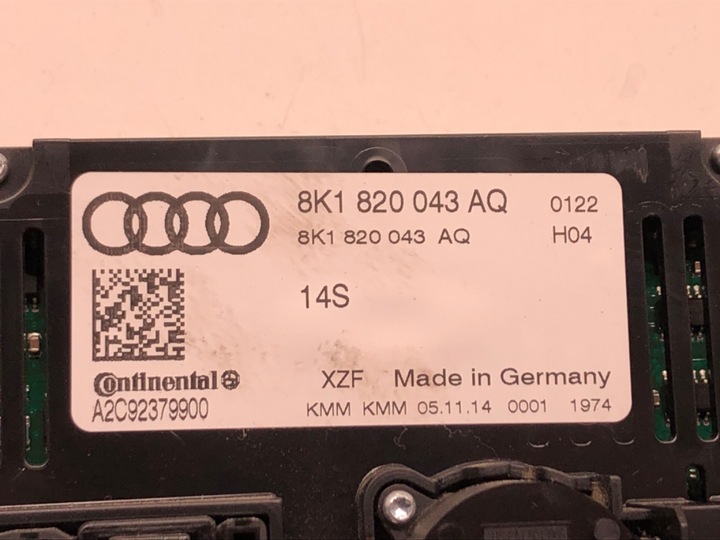 8K1 820 043 AQ 0122
8K1 820 043 AQ H04
14S
Continental
XZF Made in Germany
A2C92379900
KMM KMM 05.11.14 0001 1974